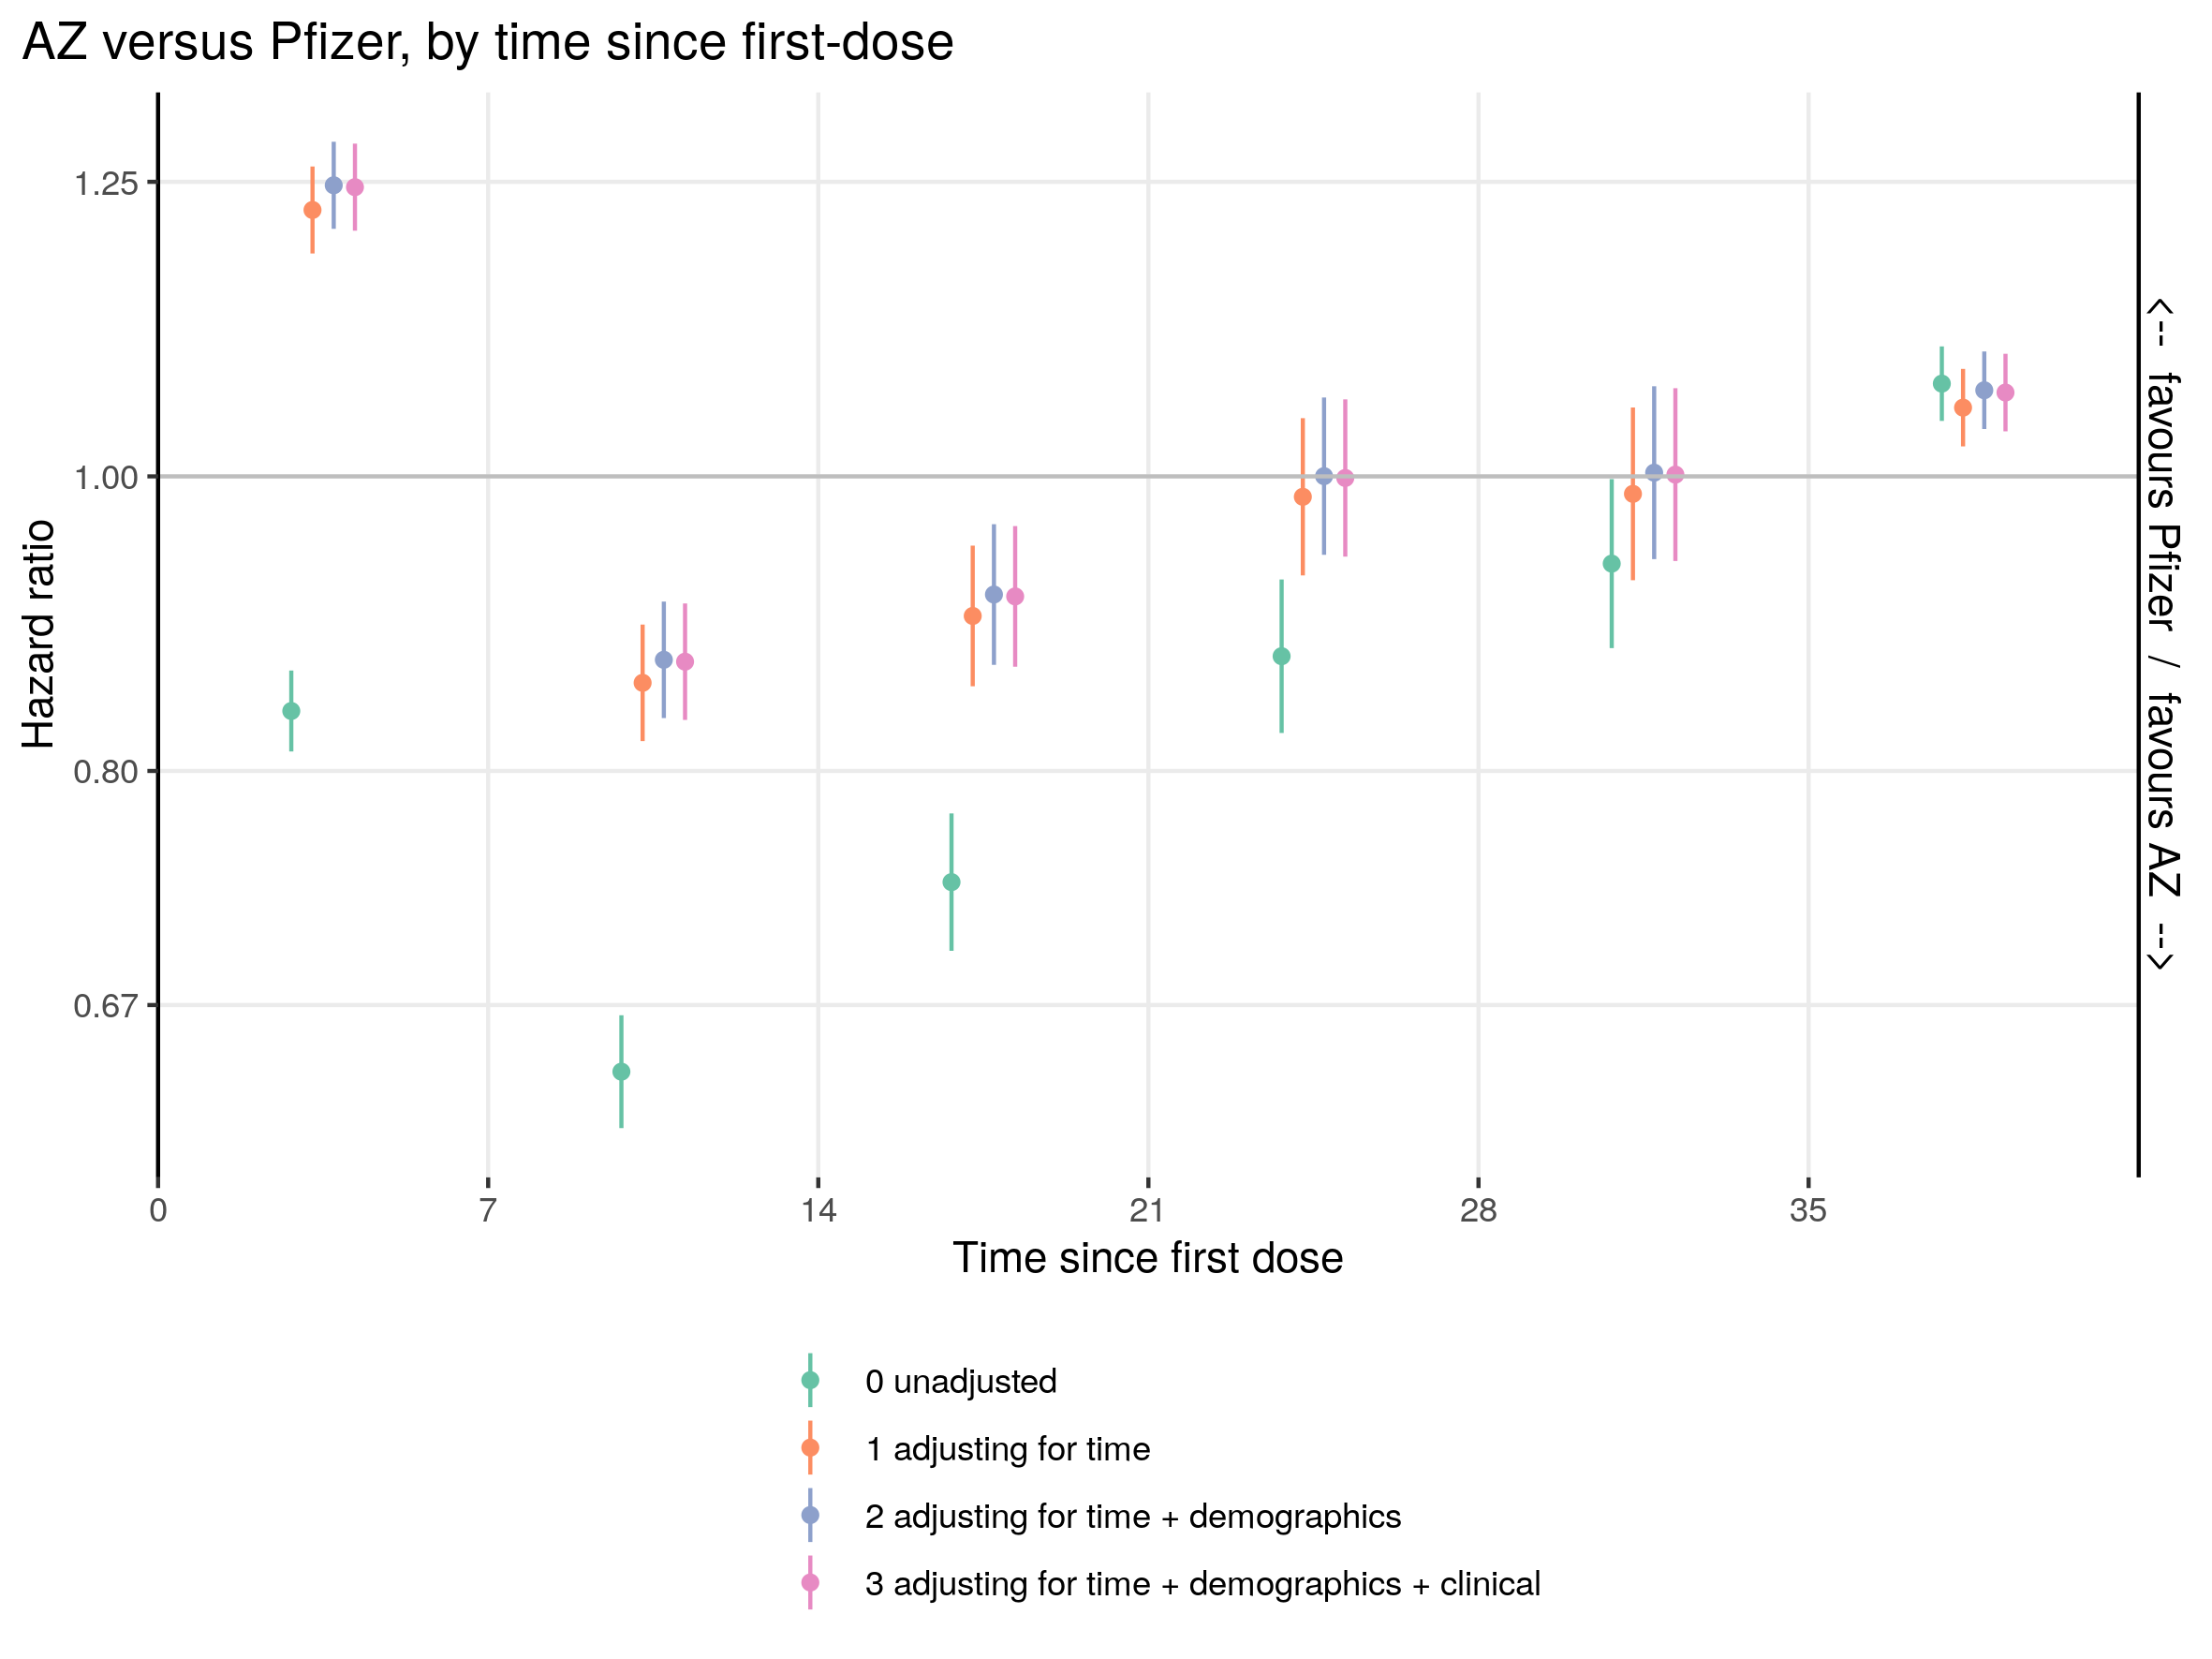 AZ versus Pfizer, by time since first-dose
1.25
1.00
0.80
0.67
Hazard ratio
<-- favours Pfizer / favours AZ -->
0 7 14 21 28 35
Time since first dose
0 unadjusted
1 adjusting for time
2 adjusting for time + demographics
3 adjusting for time + demographics + clinical